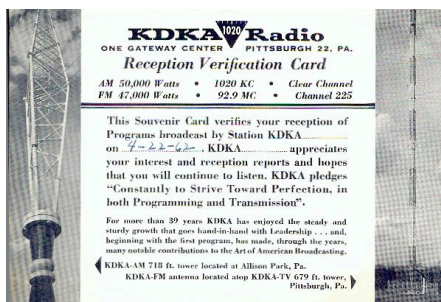 KDKA 1020 Radio
ONE GATEWAY CENTER PITTSBURGH 22, PA.
Reception Verification Card
AM 50,000 Watts • 1020 KC • Clear Channel
FM 47,000 Watts • 92.9 MC • Channel 225
This Souvenir Card verifies your reception of
Programs broadcast by Station KDKA
on 4-22-62. KDKA appreciates
your interest and reception reports and hopes
that you will continue to listen. KDKA pledges
“Constantly to Strive Toward Perfection, in
both Programming and Transmission”.
For more than 39 years KDKA has enjoyed the steady and
sturdy growth that goes hand-in-hand with Leadership . . . and,
beginning with the first program, has made, through the years,
many notable contributions to the Art of American Broadcasting.
KDKA-AM 718 ft. tower located at Allison Park, Pa.
KDKA-FM antenna located atop KDKA-TV 679 ft. tower,
Pittsburgh, Pa.